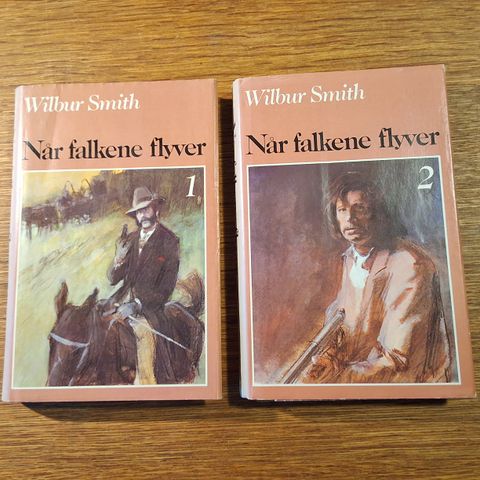 Wilbur Smith
Når falkene flyver
1
Wilbur Smith
Når falkene flyver
2